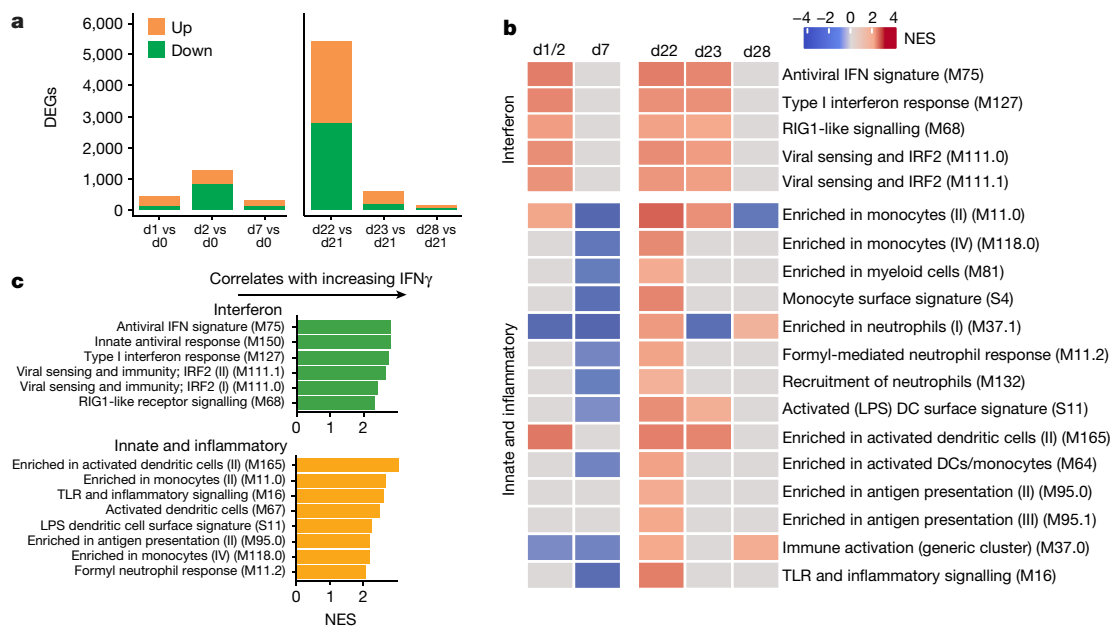 a
6,000
5,000
4,000
3,000
2,000
1,000
0
DEGs
Up
Down
d1 vs d0
d2 vs d0
d7 vs d0
d22 vs d21
d23 vs d21
d28 vs d21
b
−4 −2 0 2 4
NES
d1/2 d7 d22 d23 d28
Interferon
Antiviral IFN signature (M75)
Type I interferon response (M127)
RIG1-like signalling (M68)
Viral sensing and IRF2 (M111.0)
Viral sensing and IRF2 (M111.1)
Innate and inflammatory
Enriched in monocytes (II) (M11.0)
Enriched in monocytes (IV) (M118.0)
Enriched in myeloid cells (M81)
Monocyte surface signature (S4)
Enriched in neutrophils (I) (M37.1)
Formyl-mediated neutrophil response (M11.2)
Recruitment of neutrophils (M132)
Activated (LPS) DC surface signature (S11)
Enriched in activated dendritic cells (II) (M165)
Enriched in activated DCs/monocytes (M64)
Enriched in antigen presentation (II) (M95.0)
Enriched in antigen presentation (III) (M95.1)
Immune activation (generic cluster) (M37.0)
TLR and inflammatory signalling (M16)
c
Correlates with increasing IFNγ
Interferon
Antiviral IFN signature (M75)
Innate antiviral response (M150)
Type I interferon response (M127)
Viral sensing and immunity; IRF2 (II) (M111.1)
Viral sensing and immunity; IRF2 (I) (M111.0)
RIG1-like receptor signalling (M68)
0 1 2
Innate and inflammatory
Enriched in activated dendritic cells (II) (M165)
Enriched in monocytes (II) (M11.0)
TLR and inflammatory signalling (M16)
Activated dendritic cells (M67)
LPS dendritic cell surface signature (S11)
Enriched in antigen presentation (II) (M95.0)
Enriched in monocytes (IV) (M118.0)
Formyl neutrophil response (M11.2)
0 1 2
NES